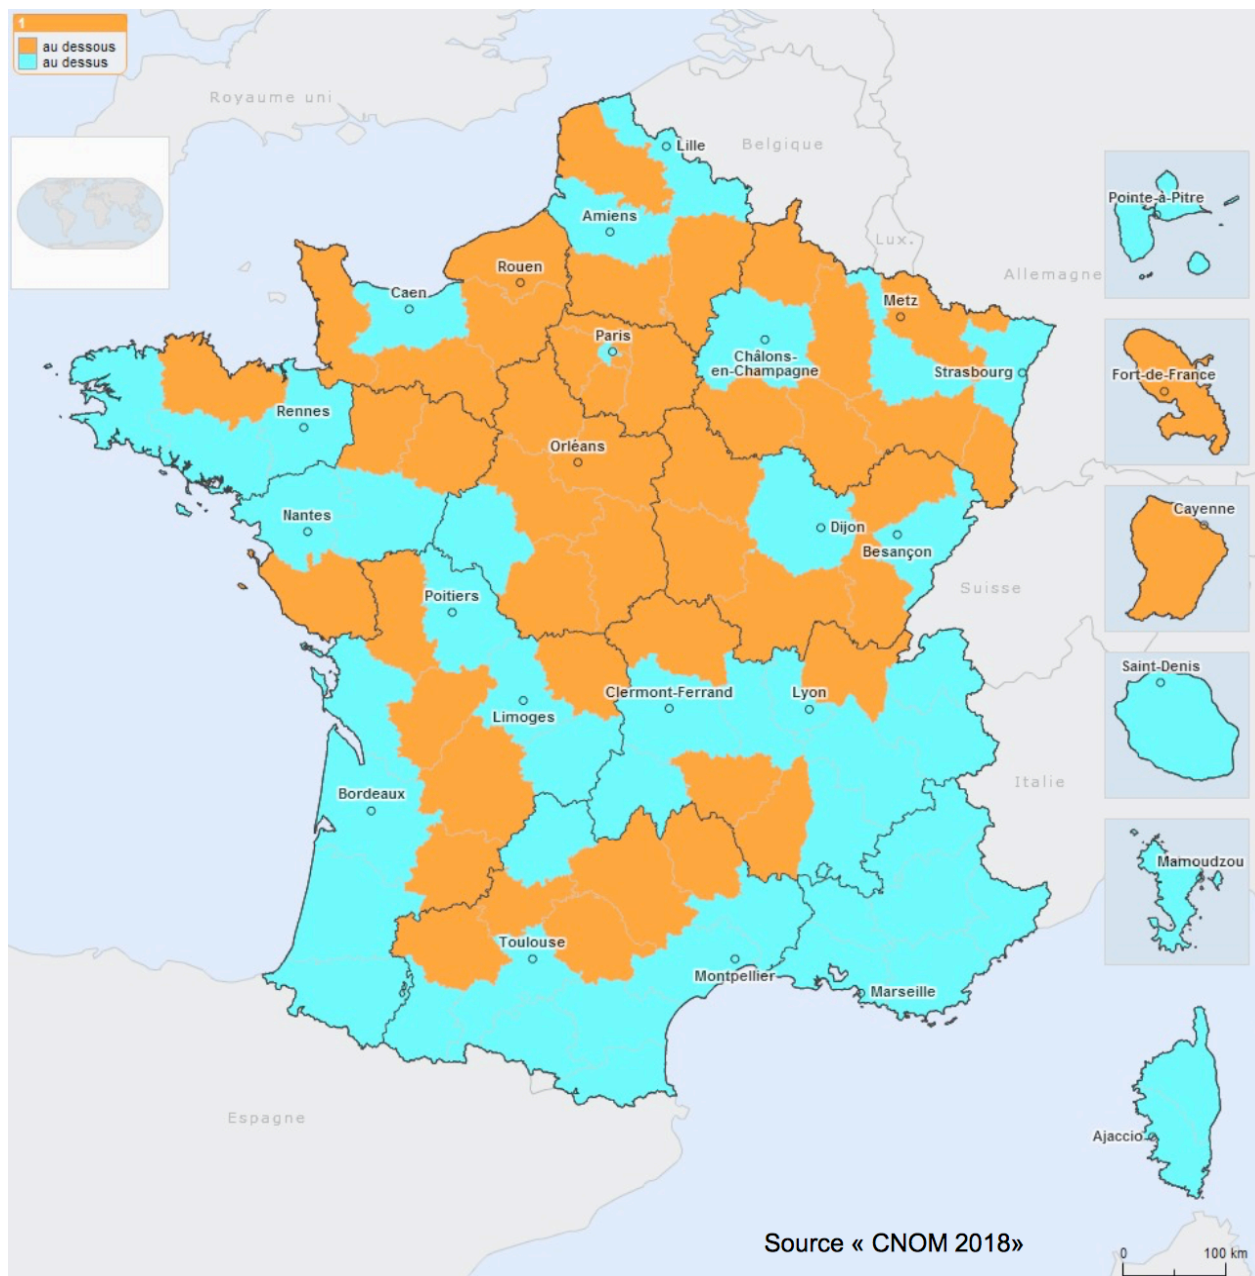 1
au dessous
au dessus
Royaume uni
Belgique
Lille
Amiens
Lux.
Allemagne
Rouen
Caen
Metz
Paris
Châlons-
en-Champagne
Strasbourg
Rennes
Orléans
Nantes
Dijon
Besançon
Suisse
Poitiers
Clermont-Ferrand
Lyon
Limoges
Italie
Bordeaux
Toulouse
Montpellier
Marseille
Espagne
Pointe-à-Pitre
Fort-de-France
Cayenne
Saint-Denis
Mamoudzou
Ajaccio
Source « CNOM 2018»
0 100 km